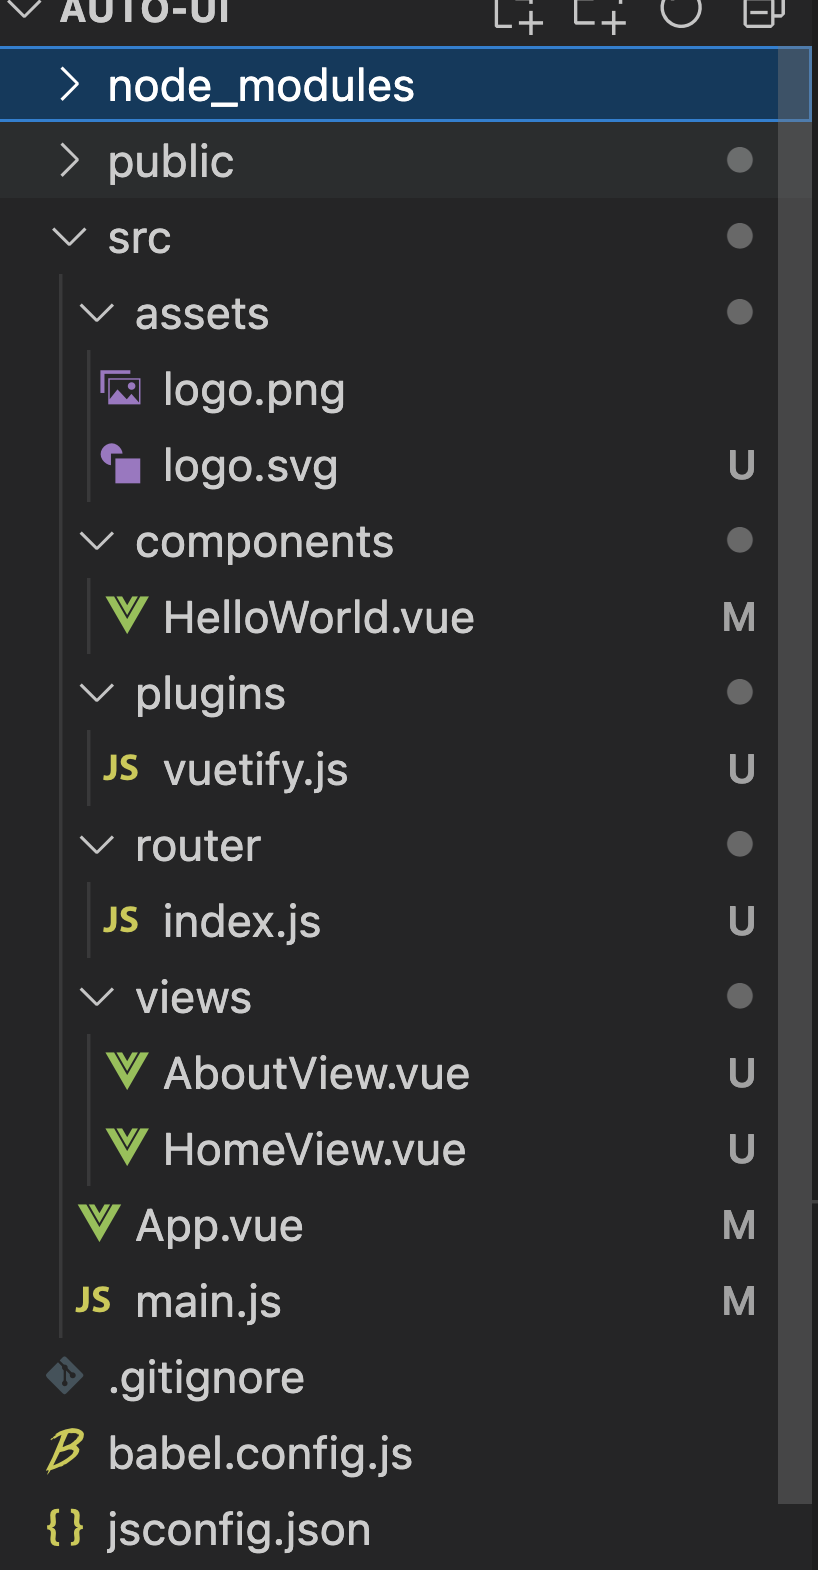 AUTO-UI
node_modules
public
src
assets
logo.png
logo.svg U
components
HelloWorld.vue M
plugins
JS vuetify.js U
router
JS index.js U
views
AboutView.vue U
HomeView.vue U
App.vue M
JS main.js M
.gitignore
babel.config.js
{} jsconfig.json